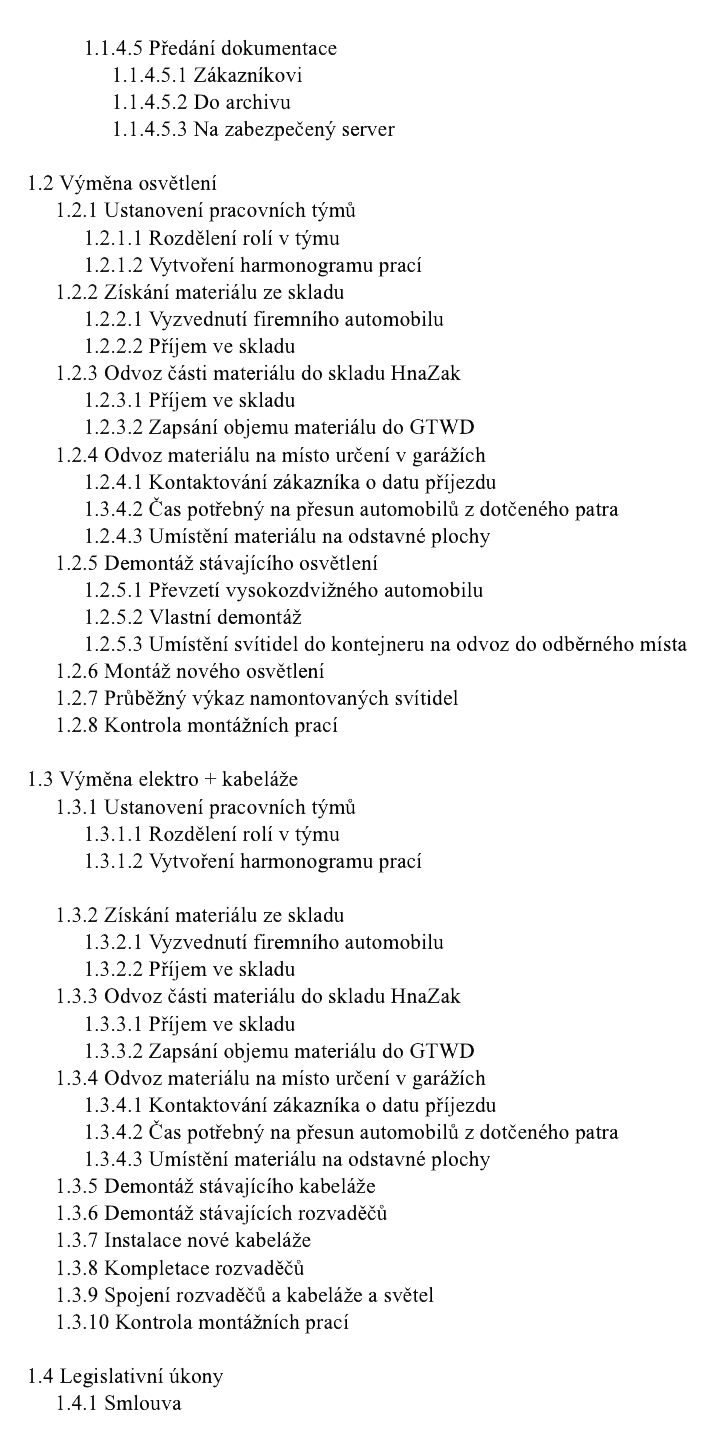 1.1.4.5 Předání dokumentace
1.1.4.5.1 Zákazníkovi
1.1.4.5.2 Do archivu
1.1.4.5.3 Na zabezpečený server
1.2 Výměna osvětlení
1.2.1 Ustanovení pracovních týmů
1.2.1.1 Rozdělení rolí v týmu
1.2.1.2 Vytvoření harmonogramu prací
1.2.2 Získání materiálu ze skladu
1.2.2.1 Vyzvednutí firemního automobilu
1.2.2.2 Příjem ve skladu
1.2.3 Odvoz části materiálu do skladu HnaZak
1.2.3.1 Příjem ve skladu
1.2.3.2 Zapsání objemu materiálu do GTWD
1.2.4 Odvoz materiálu na místo určení v garážích
1.2.4.1 Kontaktování zákazníka o datu příjezdu
1.3.4.2 Čas potřebný na přesun automobilů z dotčeného patra
1.2.4.3 Umístění materiálu na odstavné plochy
1.2.5 Demontáž stávajícího osvětlení
1.2.5.1 Převzetí vysokozdvižného automobilu
1.2.5.2 Vlastní demontáž
1.2.5.3 Umístění svítidel do kontejneru na odvoz do odběrného místa
1.2.6 Montáž nového osvětlení
1.2.7 Průběžný výkaz namontovaných svítidel
1.2.8 Kontrola montážních prací
1.3 Výměna elektro + kabeláže
1.3.1 Ustanovení pracovních týmů
1.3.1.1 Rozdělení rolí v týmu
1.3.1.2 Vytvoření harmonogramu prací
1.3.2 Získání materiálu ze skladu
1.3.2.1 Vyzvednutí firemního automobilu
1.3.2.2 Příjem ve skladu
1.3.3 Odvoz části materiálu do skladu HnaZak
1.3.3.1 Příjem ve skladu
1.3.3.2 Zapsání objemu materiálu do GTWD
1.3.4 Odvoz materiálu na místo určení v garážích
1.3.4.1 Kontaktování zákazníka o datu příjezdu
1.3.4.2 Čas potřebný na přesun automobilů z dotčeného patra
1.3.4.3 Umístění materiálu na odstavné plochy
1.3.5 Demontáž stávajícího kabeláže
1.3.6 Demontáž stávajících rozvaděčů
1.3.7 Instalace nové kabeláže
1.3.8 Kompletace rozvaděčů
1.3.9 Spojení rozvaděčů a kabeláže a světel
1.3.10 Kontrola montážních prací
1.4 Legislativní úkony
1.4.1 Smlouva